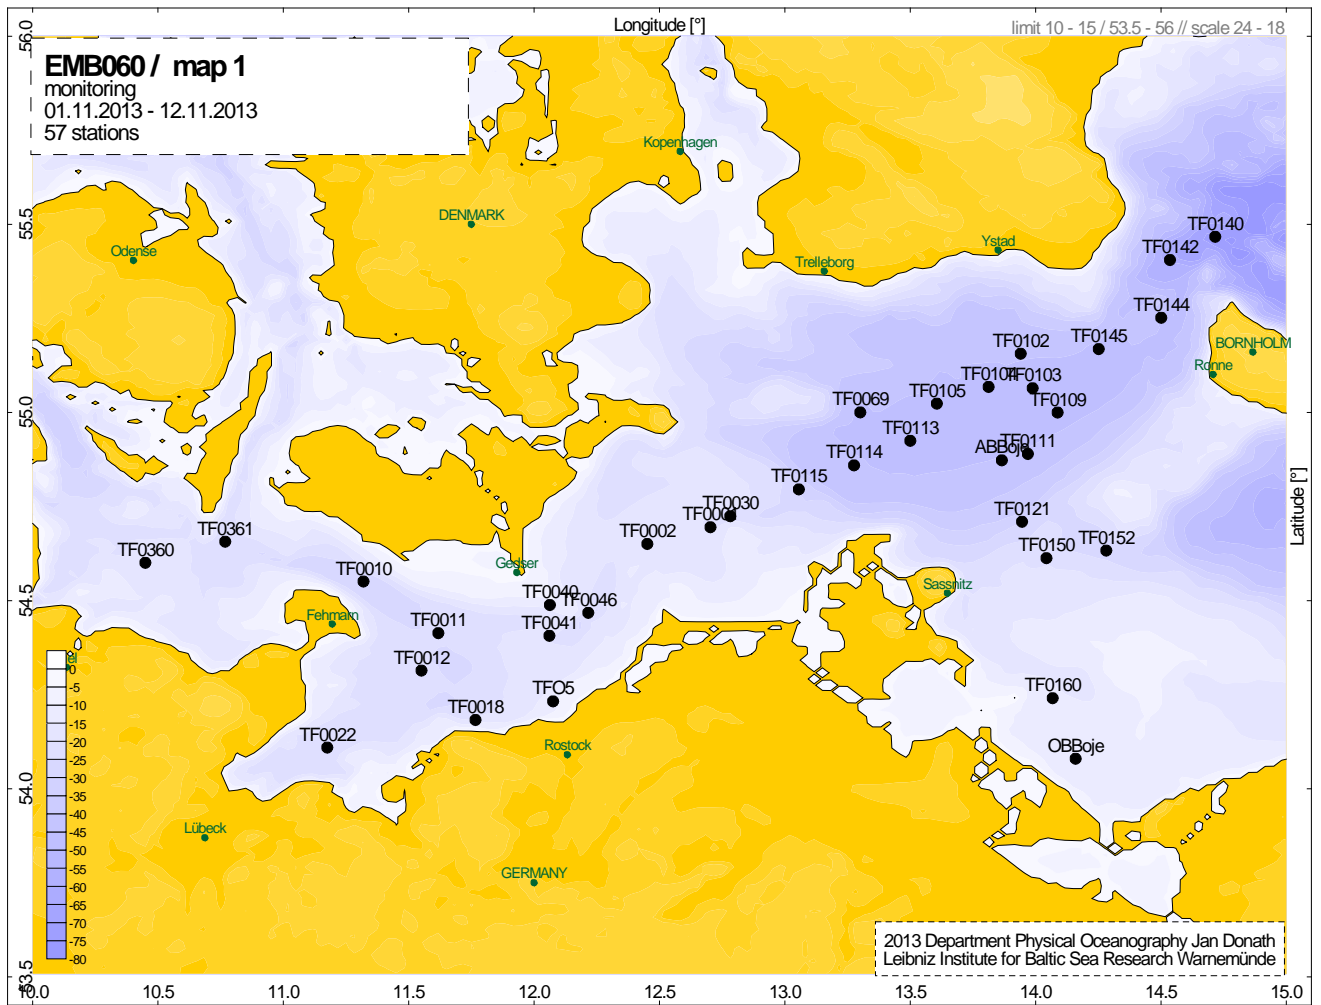 Longitude [°]
limit 10 - 15 / 53.5 - 56 // scale 24 - 18
EMB060 / map 1
monitoring
01.11.2013 - 12.11.2013
57 stations
56.0
55.5
55.0
54.5
54.0
53.5
Kopenhagen
DENMARK
Odense
Ystad
Trelleborg
TF0140
TF0142
TF0144
TF0145
BORNHOLM
Ronne
TF0102
TF0104
TF0103
TF0105
TF0109
TF0069
TF0113
TF0111
ABBoje
TF0114
TF0115
TF0030
TF0002
TF0121
TF0152
TF0150
TF0361
TF0360
TF0010
Gedser
TF0040
TF0046
TF0041
Sassnitz
Fehmarn
TF0011
TF0012
TFO5
TF0018
TF0022
TF0160
OBBoje
Rostock
Lübeck
GERMANY
Latitude [°]
0
-5
-10
-15
-20
-25
-30
-35
-40
-45
-50
-55
-60
-65
-70
-75
-80
2013 Department Physical Oceanography Jan Donath
Leibniz Institute for Baltic Sea Research Warnemünde
10.0 10.5 11.0 11.5 12.0 12.5 13.0 13.5 14.0 14.5 15.0